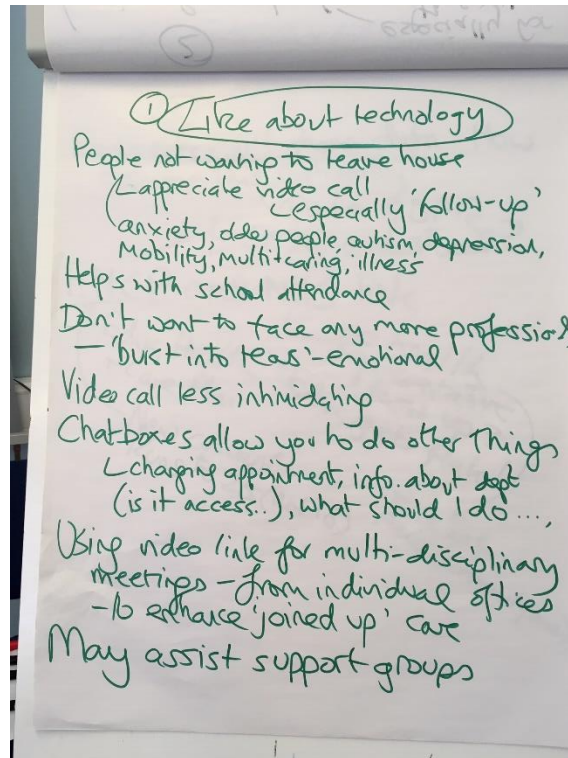 ① Like about technology
People not wanting to leave house
appreciate video call
especially 'follow-up'
anxiety, older people, autism, depression,
Mobility, multi-caring, illness
Helps with school attendance
Don't want to face any more professional
— 'burst into tears' - emotional
Video call less intimidating
Chatboxes allow you to do other things
changing appointment, info. about dept
(is it access..), what should I do ....,
Using video link for multi-disciplinary
meetings - from individual offices
- to enhance 'joined up' care
May assist support groups